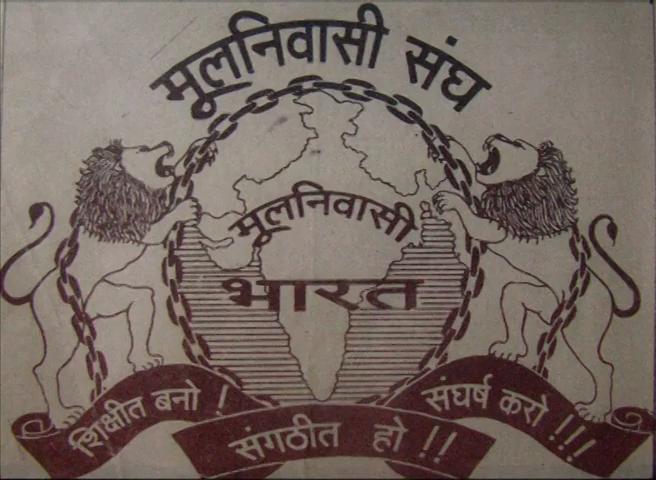 मूलनिवासी संघ
मूलनिवासी
भारत
शिक्षीत बनो !
संगठीत हो !!
संघर्ष करो !!!